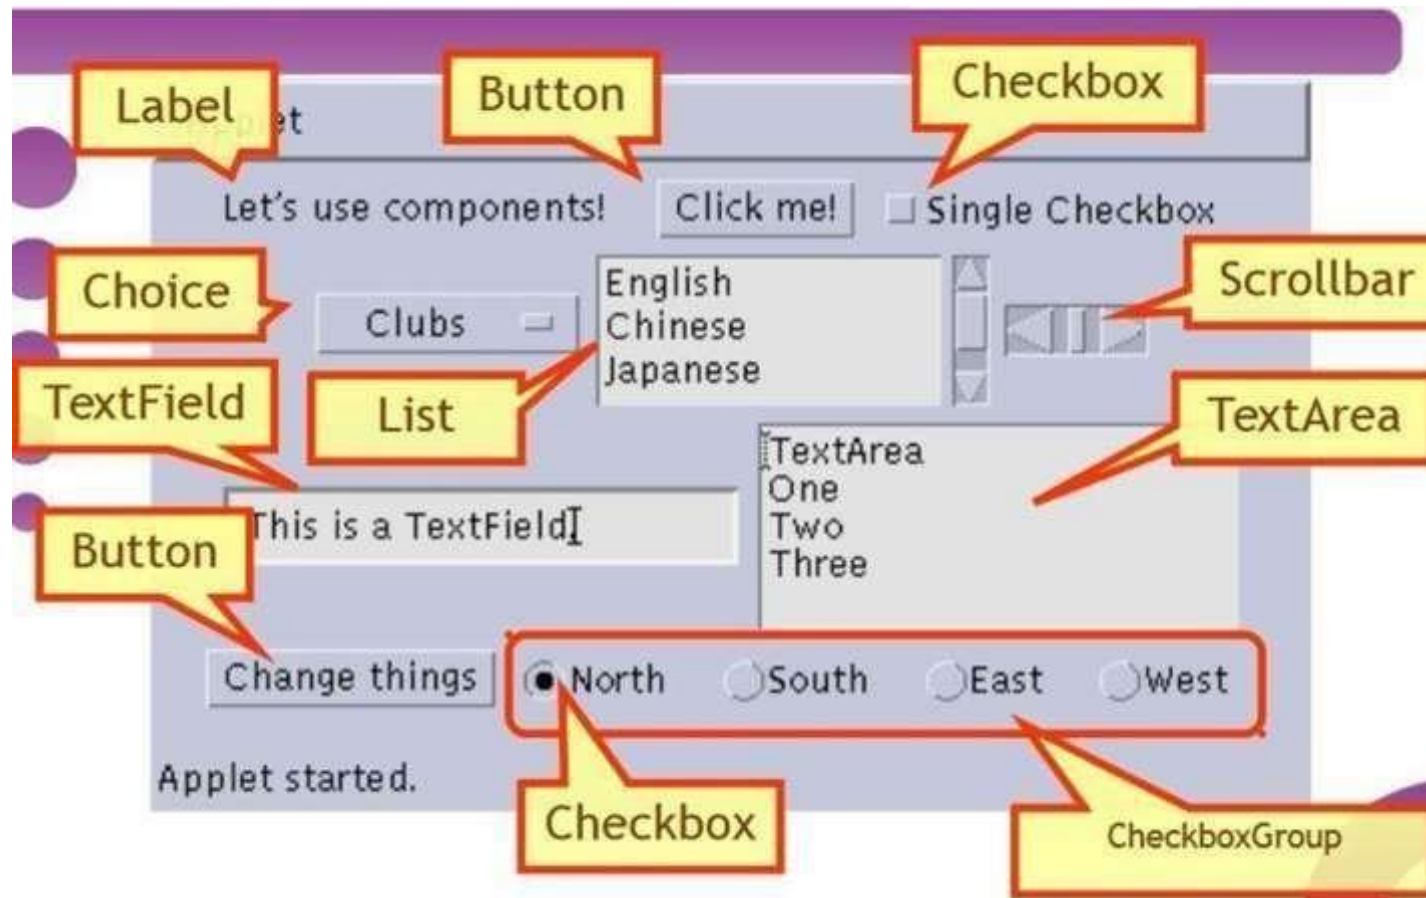 Label
Button
Checkbox
Applet
Let's use components!
Click me!
Single Checkbox
Choice
Clubs
English
Chinese
Japanese
Scrollbar
TextField
List
TextArea
TextArea
One
Two
Three
This is a TextField
Button
Change things
North
South
East
West
Applet started.
Checkbox
CheckboxGroup